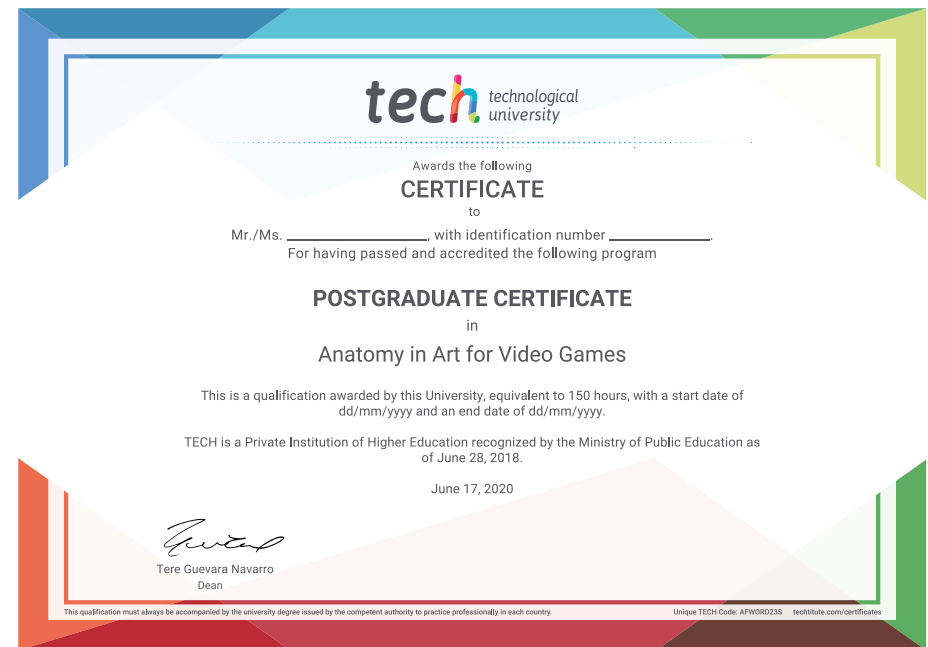 tech technological
university
Awards the following
CERTIFICATE
to
Mr./Ms. ____________________, with identification number ______________.
For having passed and accredited the following program
POSTGRADUATE CERTIFICATE
in
Anatomy in Art for Video Games
This is a qualification awarded by this University, equivalent to 150 hours, with a start date of
dd/mm/yyyy and an end date of dd/mm/yyyy.
TECH is a Private Institution of Higher Education recognized by the Ministry of Public Education as
of June 28, 2018.
June 17, 2020
Tere Guevara Navarro
Dean
This qualification must always be accompanied by the university degree issued by the competent authority to practice professionally in each country. Unique TECH Code: AFWORD23S techtitute.com/certificates